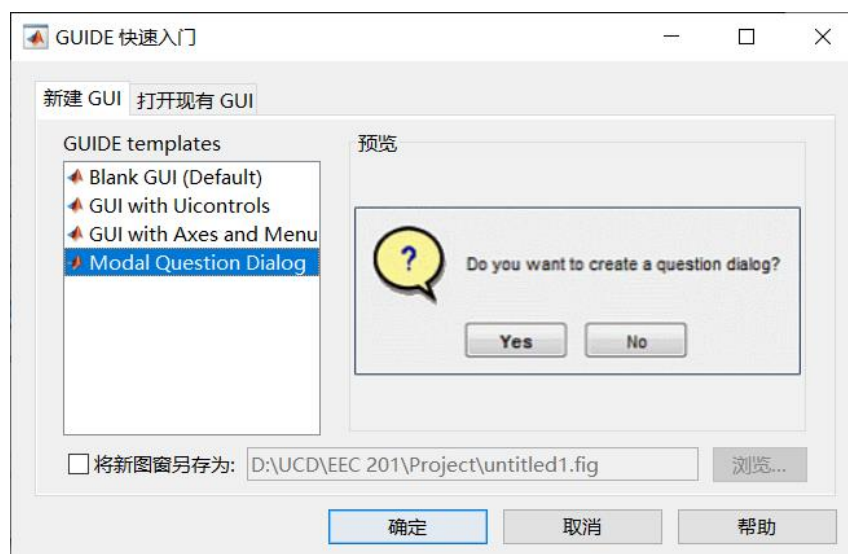 GUIDE 快速入门
新建 GUI 打开现有 GUI
GUIDE templates
Blank GUI (Default)
GUI with Uicontrols
GUI with Axes and Menu
Modal Question Dialog
预览
?
Do you want to create a question dialog?
Yes No
将新图窗另存为: D:\UCD\EEC 201\Project\untitled1.fig 浏览...
确定 取消 帮助